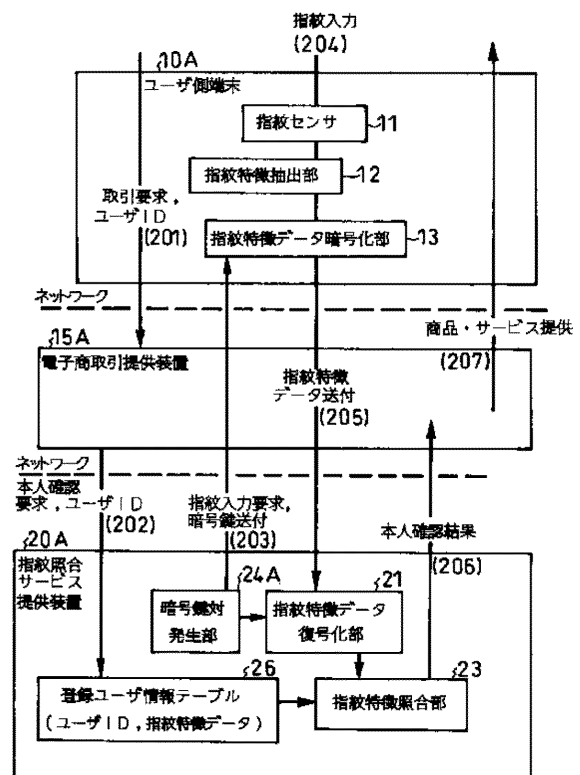 指紋入力
(204)
10A
ユーザ側端末
指紋センサ
11
指紋特徴抽出部
12
取引要求,
ユーザID
(201)
指紋特徴データ暗号化部
13
ネットワーク
商品・サービス提供
(207)
15A
電子商取引提供装置
指紋特徴
データ送付
(205)
ネットワーク
本人確認
要求,ユーザID
(202)
指紋入力要求,
暗号鍵送付
(203)
本人確認結果
(206)
20A
指紋照合
サービス
提供装置
24A
暗号鍵対
発生部
21
指紋特徴データ
復号化部
26
登録ユーザ情報テーブル
(ユーザID,指紋特徴データ)
23
指紋特徴照合部